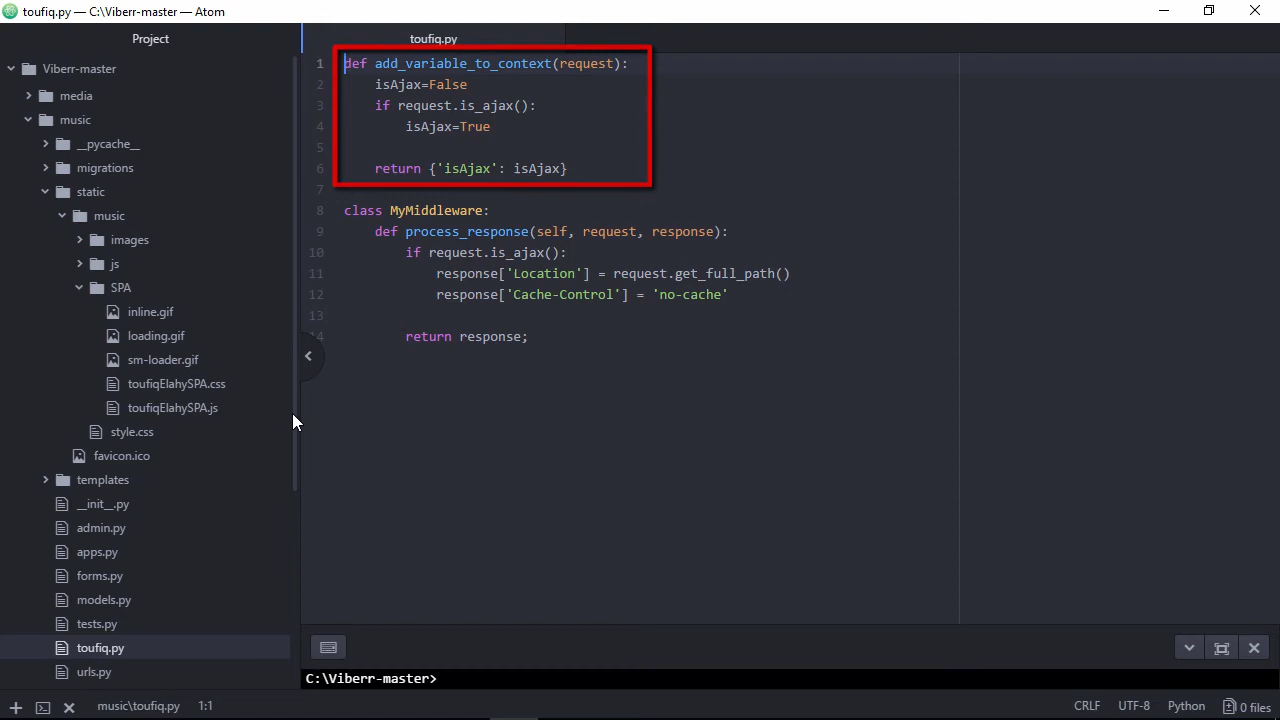 toufiq.py — C:\Viberr-master — Atom
Project
Viberr-master
media
music
__pycache__
migrations
static
music
images
js
SPA
inline.gif
loading.gif
sm-loader.gif
toufiqElahySPA.css
toufiqElahySPA.js
style.css
favicon.ico
templates
__init__.py
admin.py
apps.py
forms.py
models.py
tests.py
toufiq.py
urls.py
toufiq.py
1 def add_variable_to_context(request):
2 isAjax=False
3 if request.is_ajax():
4 isAjax=True
5
6 return {'isAjax': isAjax}
7
8 class MyMiddleware:
9 def process_response(self, request, response):
10 if request.is_ajax():
11 response['Location'] = request.get_full_path()
12 response['Cache-Control'] = 'no-cache'
13
14 return response;
C:\Viberr-master>
music\toufiq.py 1:1 CRLF UTF-8 Python 0 files